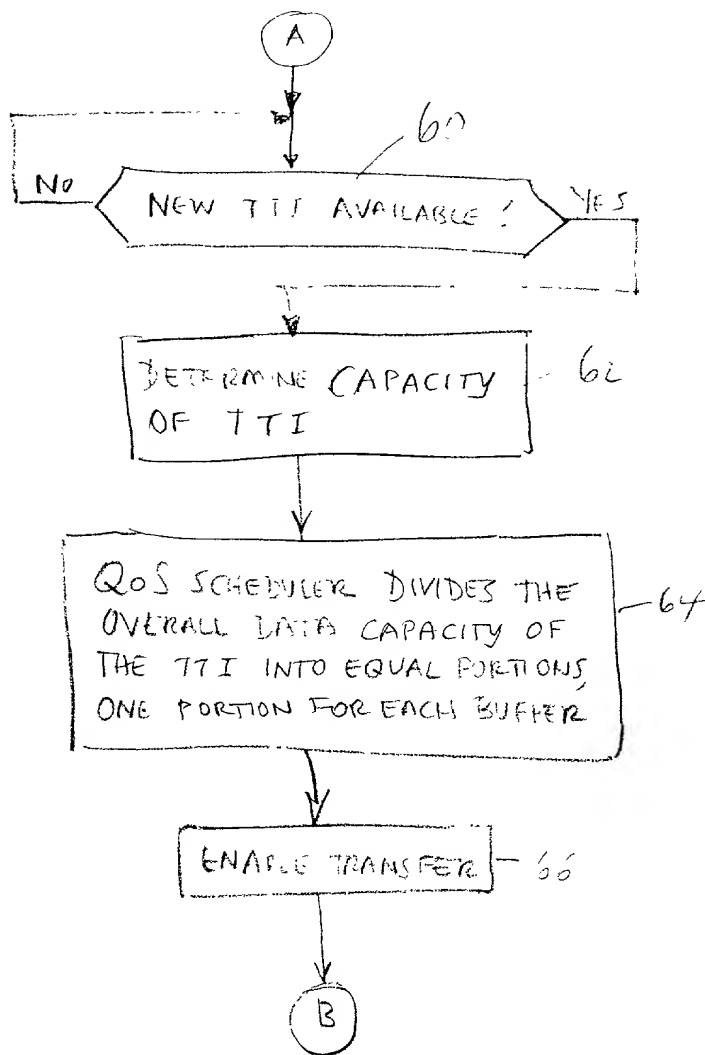 A
60
NO
NEW TTI AVAILABLE?
YES
DETERMINE CAPACITY
OF TTI
62
QoS SCHEDULER DIVIDES THE
OVERALL DATA CAPACITY OF
THE TTI INTO EQUAL PORTIONS,
ONE PORTION FOR EACH BUFFER
64
ENABLE TRANSFER
66
B